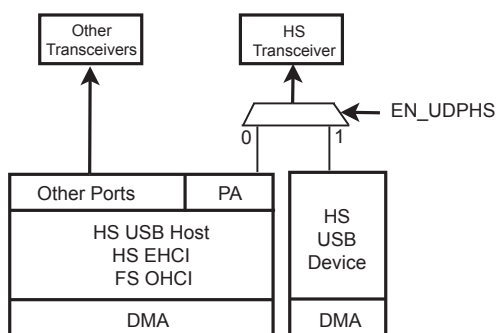 Other
Transceivers
HS
Transceiver
EN_UDPHS
0
1
Other Ports
PA
HS USB Host
HS EHCI
FS OHCI
DMA
HS
USB
Device
DMA